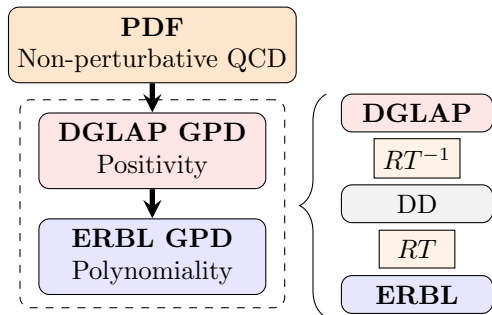 PDF
Non-perturbative QCD
DGLAP GPD
Positivity
ERBL GPD
Polynomiality
DGLAP
RT⁻¹
DD
RT
ERBL